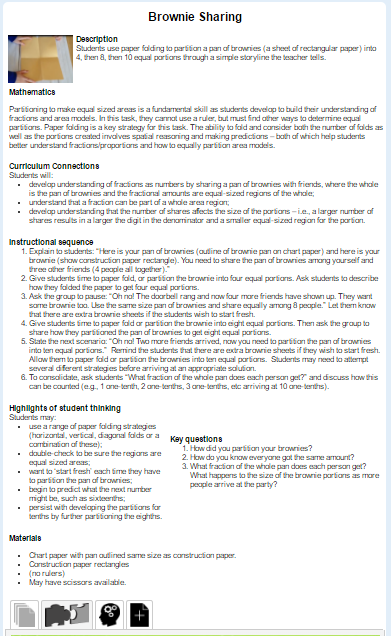 Brownie Sharing
Description
Students use paper folding to partition a pan of brownies (a sheet of rectangular paper) into
4, then 8, then 10 equal portions through a simple storyline the teacher tells.
Mathematics
Partitioning to make equal sized areas is a fundamental skill as students develop to build their understanding of
fractions and area models. In this task, they cannot use a ruler, but must find other ways to determine equal
partitions. Paper folding is a key strategy for this task. The ability to fold and consider both the number of folds as
well as the portions created involves spatial reasoning and making predictions – both of which help students
better understand fractions/proportions and how to equally partition area models.
Curriculum Connections
Students will:
• develop understanding of fractions as numbers by sharing a pan of brownies with friends, where the whole
is the pan of brownies and the fractional amounts are equal-sized regions of the whole;
• understand that a fraction can be part of a whole area region;
• develop understanding that the number of shares affects the size of the portions – i.e., a larger number of
shares results in a larger the digit in the denominator and a smaller equal-sized region for the portion.
Instructional sequence
1. Explain to students: “Here is your pan of brownies (outline of brownie pan on chart paper) and here is your
brownie (show construction paper rectangle). You need to share the pan of brownies among yourself and
three other friends (4 people all together).”
2. Give students time to paper fold, or partition the brownie into four equal portions. Ask students to describe
how they folded the paper to get four equal portions.
3. Ask the group to pause: “Oh no! The doorbell rang and now four more friends have shown up. They want
some brownie too. Use the same size pan of brownies and share equally among 8 people.” Let them know
that there are extra brownie sheets if the students wish to start fresh.
4. Give students time to paper fold or partition the brownie into eight equal portions. Then ask the group to
share how they partitioned the pan of brownies to get eight equal portions.
5. State the next scenario: “Oh no! Two more friends arrived, now you need to partition the pan of brownies
into ten equal portions.” Remind the students that there are extra brownie sheets if they wish to start fresh.
Allow them to paper fold or partition the brownies into ten equal portions. Students may need to attempt
several different strategies before arriving at an appropriate solution.
6. To consolidate, ask students “What fraction of the whole pan does each person get?” and discuss how this
can be counted (e.g., 1 one-tenth, 2 one-tenths, 3 one-tenths, etc arriving at 10 one-tenths).
Highlights of student thinking
Students may:
• use a range of paper folding strategies
(horizontal, vertical, diagonal folds or a
combination of these);
• double-check to be sure the regions are
equal sized areas;
• want to ‘start fresh’ each time they have
to partition the pan of brownies;
• begin to predict what the next number
might be, such as sixteenths;
• persist with developing the partitions for
tenths by further partitioning the eighths.
Key questions
1. How did you partition your brownies?
2. How do you know everyone got the same amount?
3. What fraction of the whole pan does each person get?
What happens to the size of the brownie portions as more
people arrive at the party?
Materials
• Chart paper with pan outlined same size as construction paper.
• Construction paper rectangles
• (no rulers)
• May have scissors available.